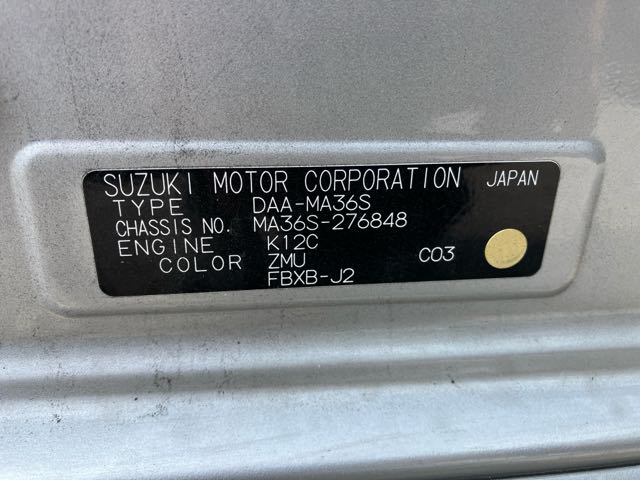 SUZUKI MOTOR CORPORATION JAPAN
TYPE DAA-MA36S
CHASSIS NO. MA36S-276848
ENGINE K12C
COLOR ZMU C03
FBXB-J2